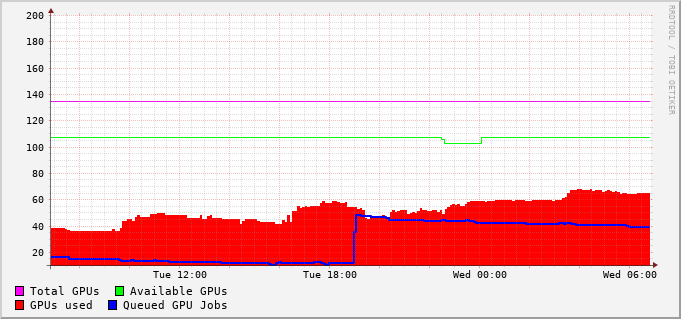 200
180
160
140
120
100
80
60
40
20
Tue 12:00 Tue 18:00 Wed 00:00 Wed 06:00
Total GPUs Available GPUs
GPUs used Queued GPU Jobs
RRDTOOL / TOBI OETIKER